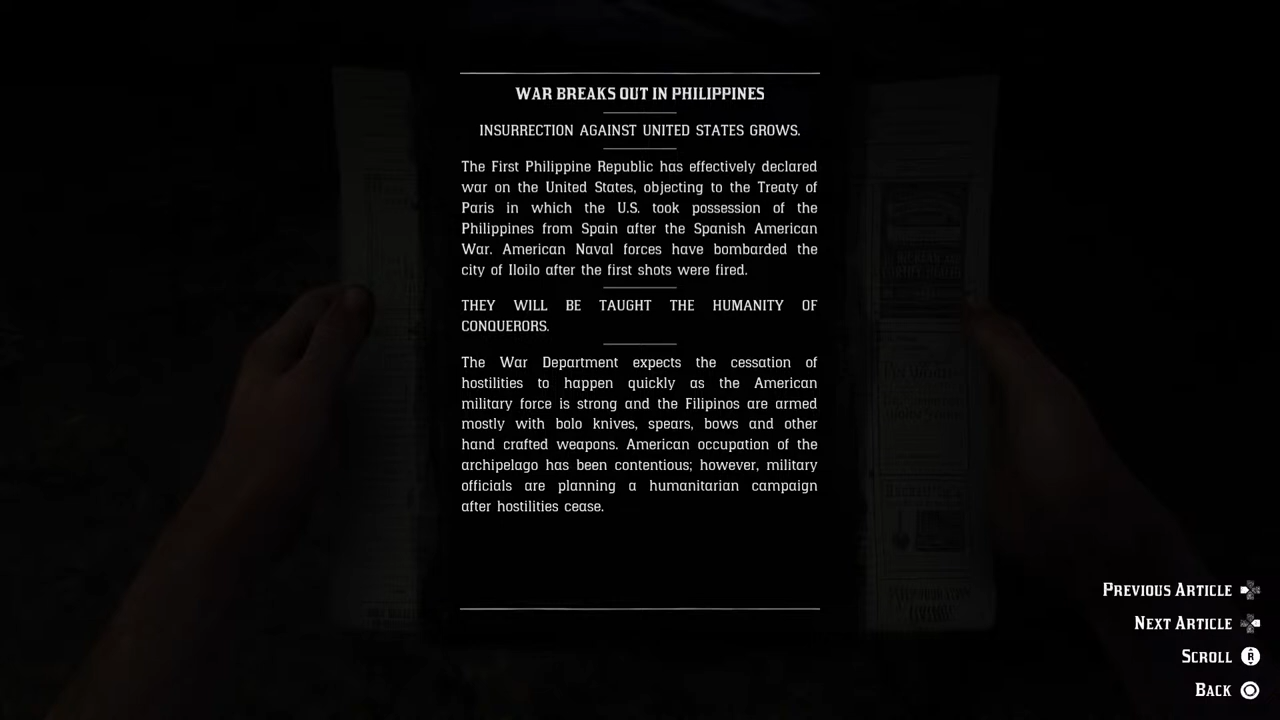 WAR BREAKS OUT IN PHILIPPINES
INSURRECTION AGAINST UNITED STATES GROWS.
The First Philippine Republic has effectively declared
war on the United States, objecting to the Treaty of
Paris in which the U.S. took possession of the
Philippines from Spain after the Spanish American
War. American Naval forces have bombarded the
city of Iloilo after the first shots were fired.
THEY WILL BE TAUGHT THE HUMANITY OF
CONQUERORS.
The War Department expects the cessation of
hostilities to happen quickly as the American
military force is strong and the Filipinos are armed
mostly with bolo knives, spears, bows and other
hand crafted weapons. American occupation of the
archipelago has been contentious; however, military
officials are planning a humanitarian campaign
after hostilities cease.
PREVIOUS ARTICLE
NEXT ARTICLE
SCROLL R
BACK